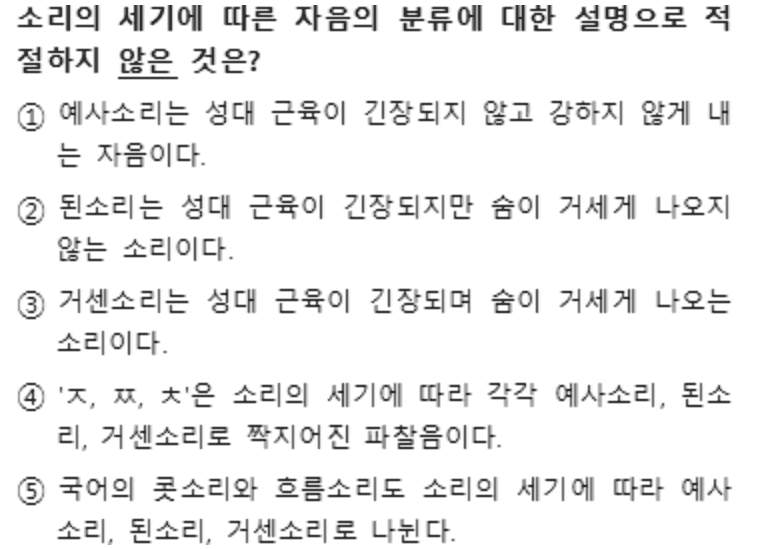 소리의 세기에 따른 자음의 분류에 대한 설명으로 적
절하지 않은 것은?
① 예사소리는 성대 근육이 긴장되지 않고 강하지 않게 내
는 자음이다.
② 된소리는 성대 근육이 긴장되지만 숨이 거세게 나오지
않는 소리이다.
③ 거센소리는 성대 근육이 긴장되며 숨이 거세게 나오는
소리이다.
④ 'ㅈ, ㅉ, ㅊ'은 소리의 세기에 따라 각각 예사소리, 된소
리, 거센소리로 짝지어진 파찰음이다.
⑤ 국어의 콧소리와 흐름소리도 소리의 세기에 따라 예사
소리, 된소리, 거센소리로 나뉜다.